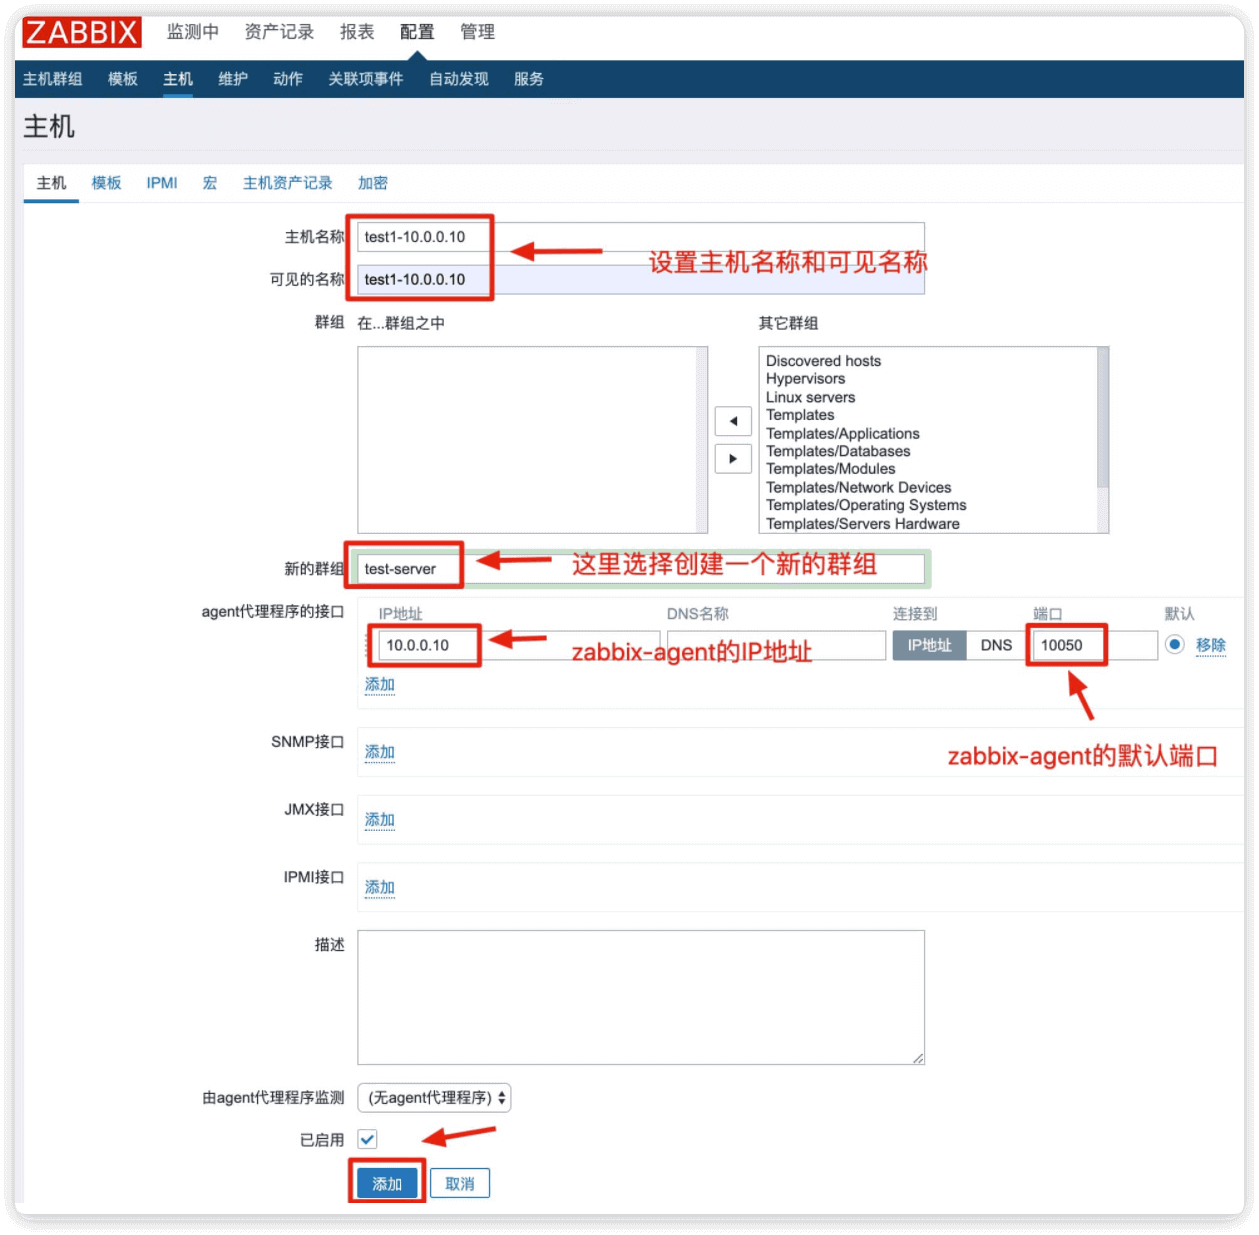 ZABBIX 监测中 资产记录 报表 配置 管理
主机群组 模板 主机 维护 动作 关联项事件 自动发现 服务
主机
主机 模板 IPMI 宏 主机资产记录 加密
主机名称 test1-10.0.0.10
设置主机名称和可见名称
可见的名称 test1-10.0.0.10
群组 在...群组之中 其它群组
Discovered hosts
Hypervisors
Linux servers
Templates
Templates/Applications
Templates/Databases
Templates/Modules
Templates/Network Devices
Templates/Operating Systems
Templates/Servers Hardware
新的群组 test-server 这里选择创建一个新的群组
agent代理程序的接口 IP地址 DNS名称 连接到 端口 默认
10.0.0.10 zabbix-agent的IP地址 IP地址 DNS 10050 移除
添加
SNMP接口 添加
zabbix-agent的默认端口
JMX接口 添加
IPMI接口 添加
描述
由agent代理程序监测 (无agent代理程序)
已启用
添加 取消